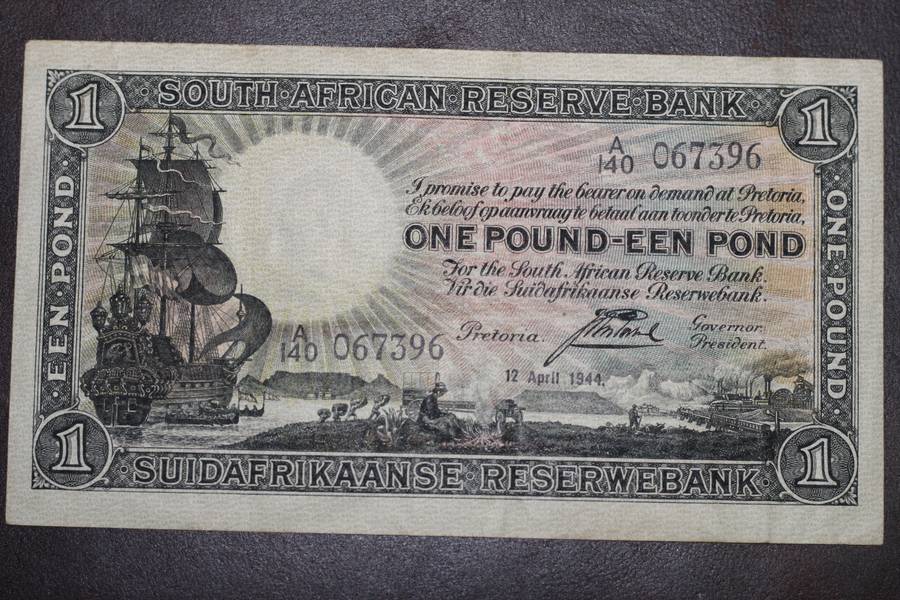 1 SOUTH·AFRICAN·RESERVE·BANK 1
A/140 067396
I promise to pay the bearer on demand at Pretoria,
Ek beloof op aanvraag te betaal aan toonder te Pretoria,
ONE POUND-EEN POND
For the South African Reserve Bank.
Vir die Suidafrikaanse Reserwebank.
Pretoria.
Governor.
President.
A/140 067396
12 April 1944.
EEN·POND
ONE·POUND
1 SUIDAFRIKAANSE·RESERWEBANK 1